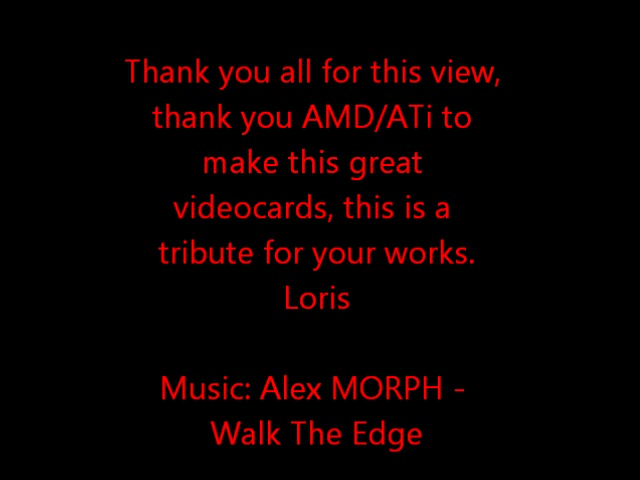 Thank you all for this view,
thank you AMD/ATi to
make this great
videocards, this is a
tribute for your works.
Loris
Music: Alex MORPH -
Walk The Edge